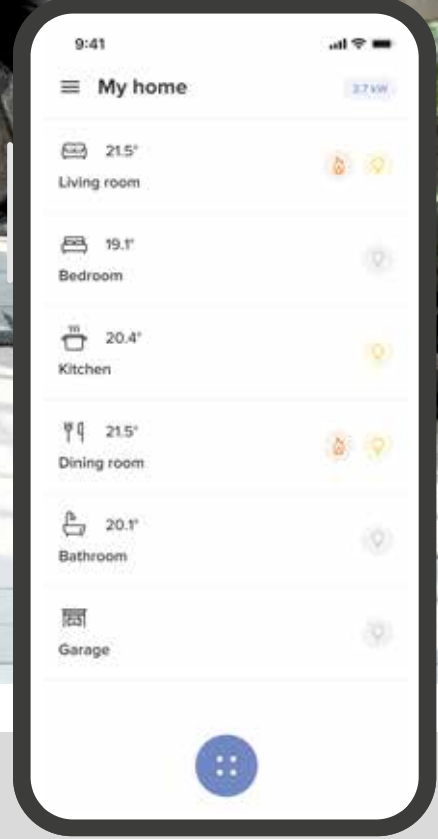 9:41
My home
3.7 kW
21.5°
Living room
19.1°
Bedroom
20.4°
Kitchen
21.5°
Dining room
20.1°
Bathroom
Garage